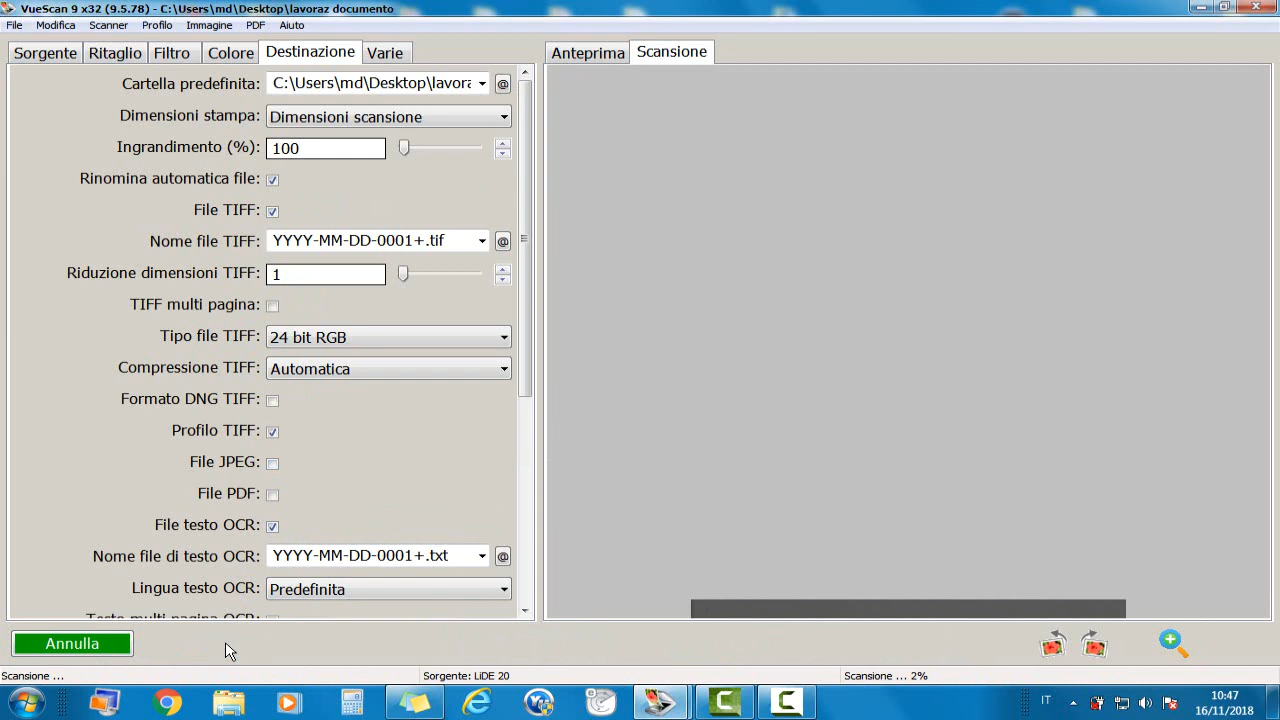 VueScan 9 x32 (9.5.78) - C:\Users\md\Desktop\lavoraz documento
File Modifica Scanner Profilo Immagine PDF Aiuto
Sorgente Ritaglio Filtro Colore Destinazione Varie Anteprima Scansione
Cartella predefinita: C:\Users\md\Desktop\lavora @
Dimensioni stampa: Dimensioni scansione
Ingrandimento (%): 100
Rinomina automatica file:
File TIFF:
Nome file TIFF: YYYY-MM-DD-0001+.tif @
Riduzione dimensioni TIFF: 1
TIFF multi pagina:
Tipo file TIFF: 24 bit RGB
Compressione TIFF: Automatica
Formato DNG TIFF:
Profilo TIFF:
File JPEG:
File PDF:
File testo OCR:
Nome file di testo OCR: YYYY-MM-DD-0001+.txt @
Lingua testo OCR: Predefinita
Testo multi pagina OCR:
Annulla
Scansione ... Sorgente: LiDE 20 Scansione ... 2%
IT 10:47
16/11/2018